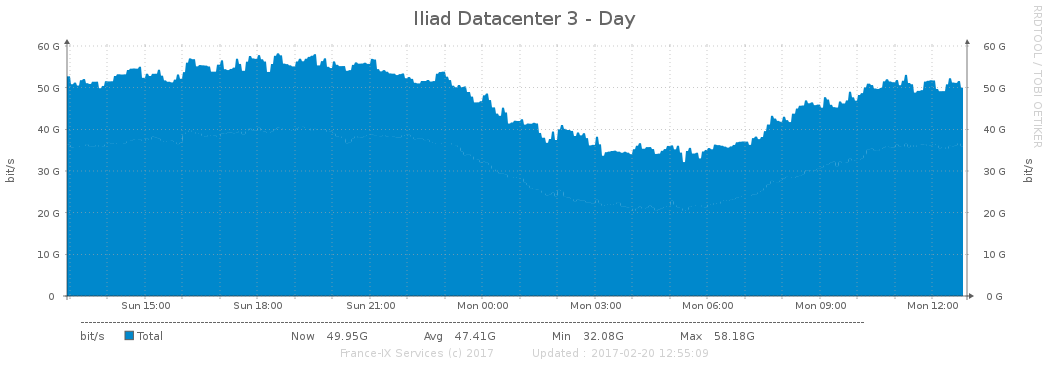 Iliad Datacenter 3 - Day
RRDTOOL / TOBI OETIKER
60 G 60 G
50 G 50 G
40 G 40 G
30 G 30 G
20 G 20 G
10 G 10 G
0 0 G
bit/s bit/s
Sun 15:00 Sun 18:00 Sun 21:00 Mon 00:00 Mon 03:00 Mon 06:00 Mon 09:00 Mon 12:00
bit/s Total Now 49.95G Avg 47.41G Min 32.08G Max 58.18G
France-IX Services (c) 2017 Updated : 2017-02-20 12:55:09